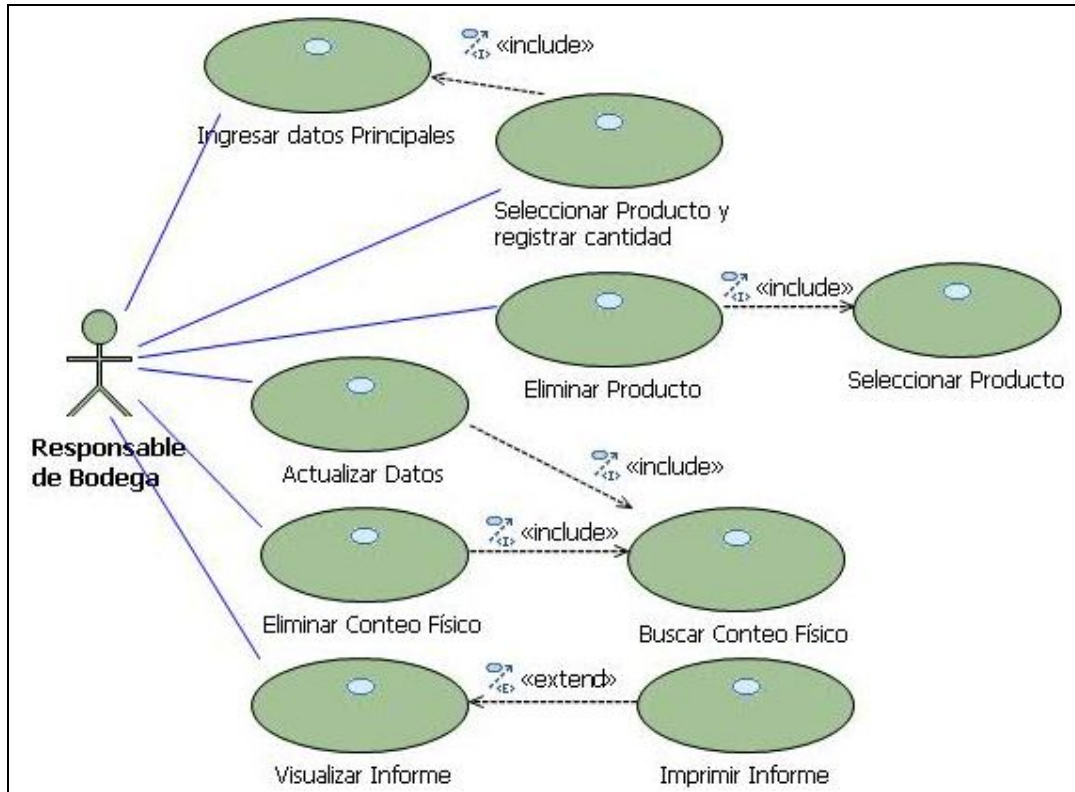 «include»
Ingresar datos Principales
Seleccionar Producto y
registrar cantidad
«include»
Eliminar Producto
Seleccionar Producto
Responsable
de Bodega
Actualizar Datos
«include»
«include»
Eliminar Conteo Físico
Buscar Conteo Físico
«extend»
Visualizar Informe
Imprimir Informe